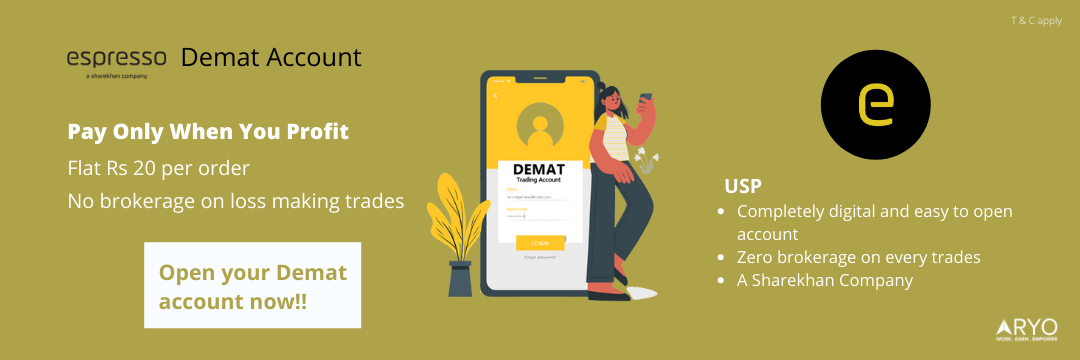 T & C apply
espresso
a sharekhan company
Demat Account
Pay Only When You Profit
Flat Rs 20 per order
No brokerage on loss making trades
Open your Demat
account now!!
DEMAT
Trading Account
LOGIN
Forgot password?
e
USP
Completely digital and easy to open
account
Zero brokerage on every trades
A Sharekhan Company
ARYO
WORK . EARN . EMPOWER